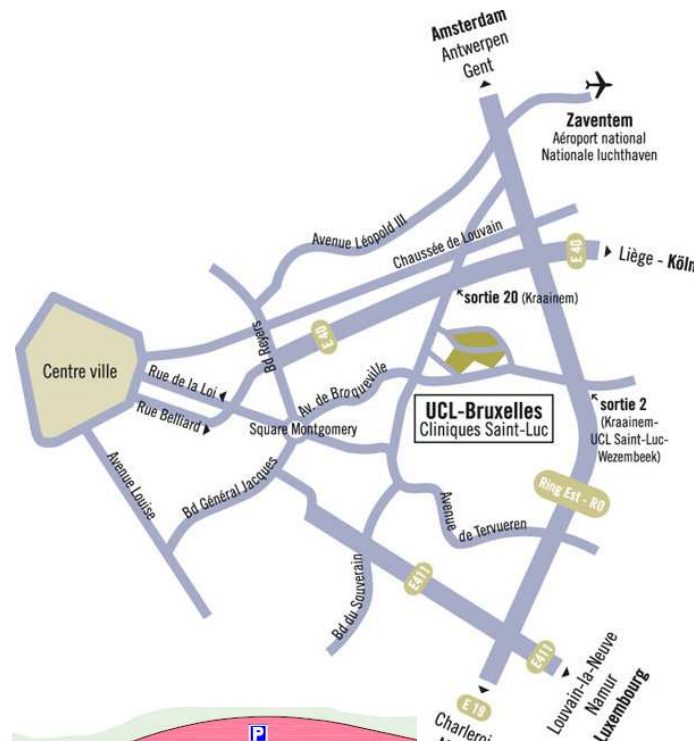 Amsterdam
Antwerpen
Gent
Zaventem
Aéroport national
Nationale luchthaven
Avenue Léopold III
Chaussée de Louvain
E 40
Liège - Köln
sortie 20 (Kraainem)
E 40
Bd Reyers
Centre ville
Rue de la Loi
Av. de Broqueville
Rue Belliard
Square Montgomery
UCL-Bruxelles
Cliniques Saint-Luc
sortie 2
(Kraainem-
UCL Saint-Luc-
Wezembeek)
Avenue Louise
Bd Général Jacques
Avenue
de Tervueren
Ring Est - R0
Bd du Souverain
E411
E411
E 19
Charleroi
Louvain-la-Neuve
Namur
Luxembourg
P